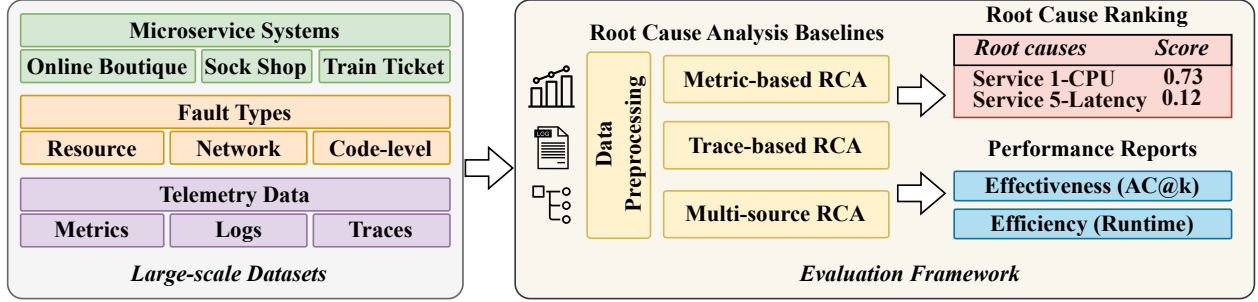 Microservice Systems
Online Boutique
Sock Shop
Train Ticket
Fault Types
Resource
Network
Code-level
Telemetry Data
Metrics
Logs
Traces
Large-scale Datasets
Root Cause Analysis Baselines
LOG
Data Preprocessing
Metric-based RCA
Trace-based RCA
Multi-source RCA
Root Cause Ranking
Root causes Score
Service 1-CPU 0.73
Service 5-Latency 0.12
Performance Reports
Effectiveness (AC@k)
Efficiency (Runtime)
Evaluation Framework